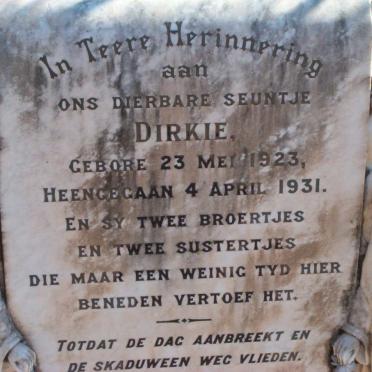 In Teere Herinnering
aan
ONS DIERBARE SEUNTJE
DIRKIE.
GEBORE 23 MEI 1923,
HEENGEGAAN 4 APRIL 1931.
EN SY TWEE BROERTJES
EN TWEE SUSTERTJES
DIE MAAR EEN WEINIG TYD HIER
BENEDEN VERTOEF HET.
TOTDAT DE DAG AANBREEKT EN
DE SKADUWEEN WEG VLIEDEN.